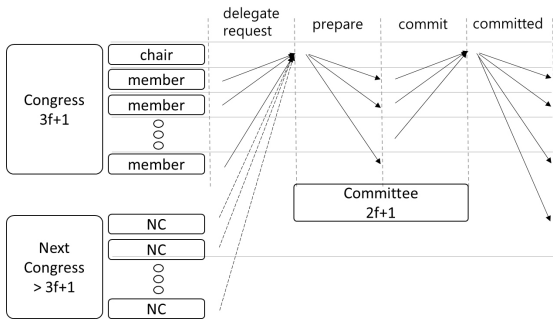 delegate
request
prepare
commit
committed
Congress
3f+1
chair
member
member
member
Committee
2f+1
Next
Congress
> 3f+1
NC
NC
NC